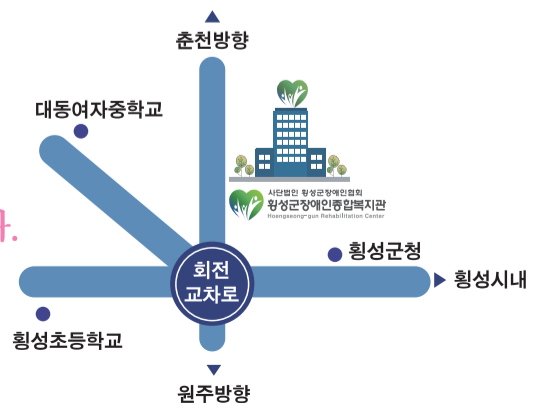 춘천방향
대동여자중학교
사단법인 횡성군장애인협회
횡성군장애인종합복지관
Hoengseong-gun Rehabilitation Center
다.
횡성군청
회전
교차로
횡성시내
횡성초등학교
원주방향